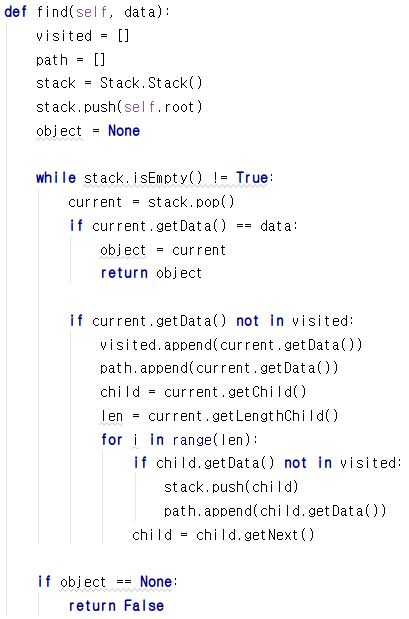 def find(self, data):
    visited = []
    path = []
    stack = Stack.Stack()
    stack.push(self.root)
    object = None

    while stack.isEmpty() != True:
        current = stack.pop()
        if current.getData() == data:
            object = current
            return object

        if current.getData() not in visited:
            visited.append(current.getData())
            path.append(current.getData())
            child = current.getChild()
            len = current.getLengthChild()
            for i in range(len):
                if child.getData() not in visited:
                    stack.push(child)
                    path.append(child.getData())
                child = child.getNext()

    if object == None:
        return False